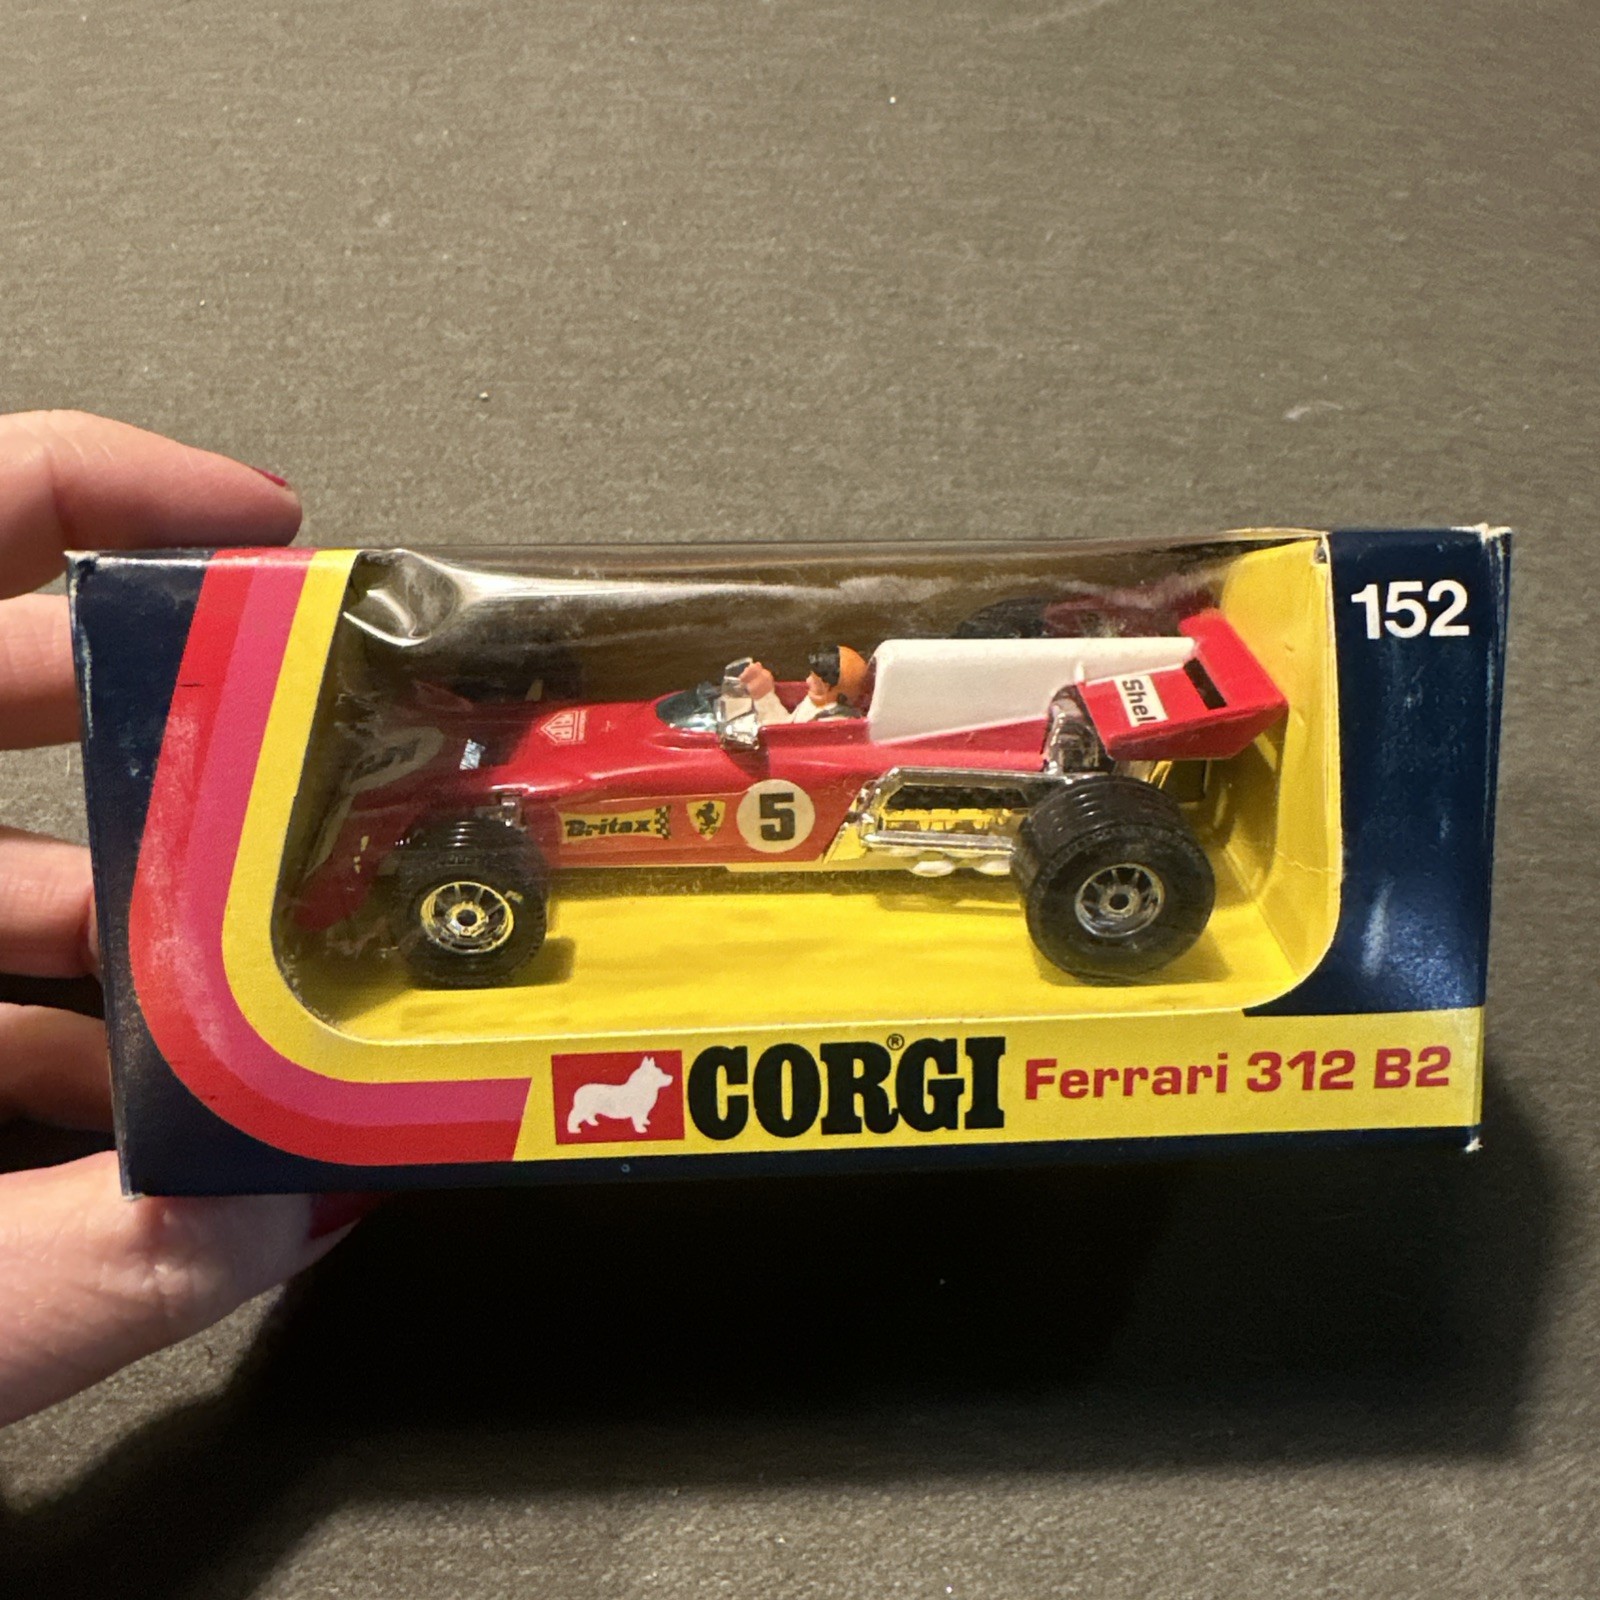 152
Shel
Britax
5
CORGI®
Ferrari 312 B2